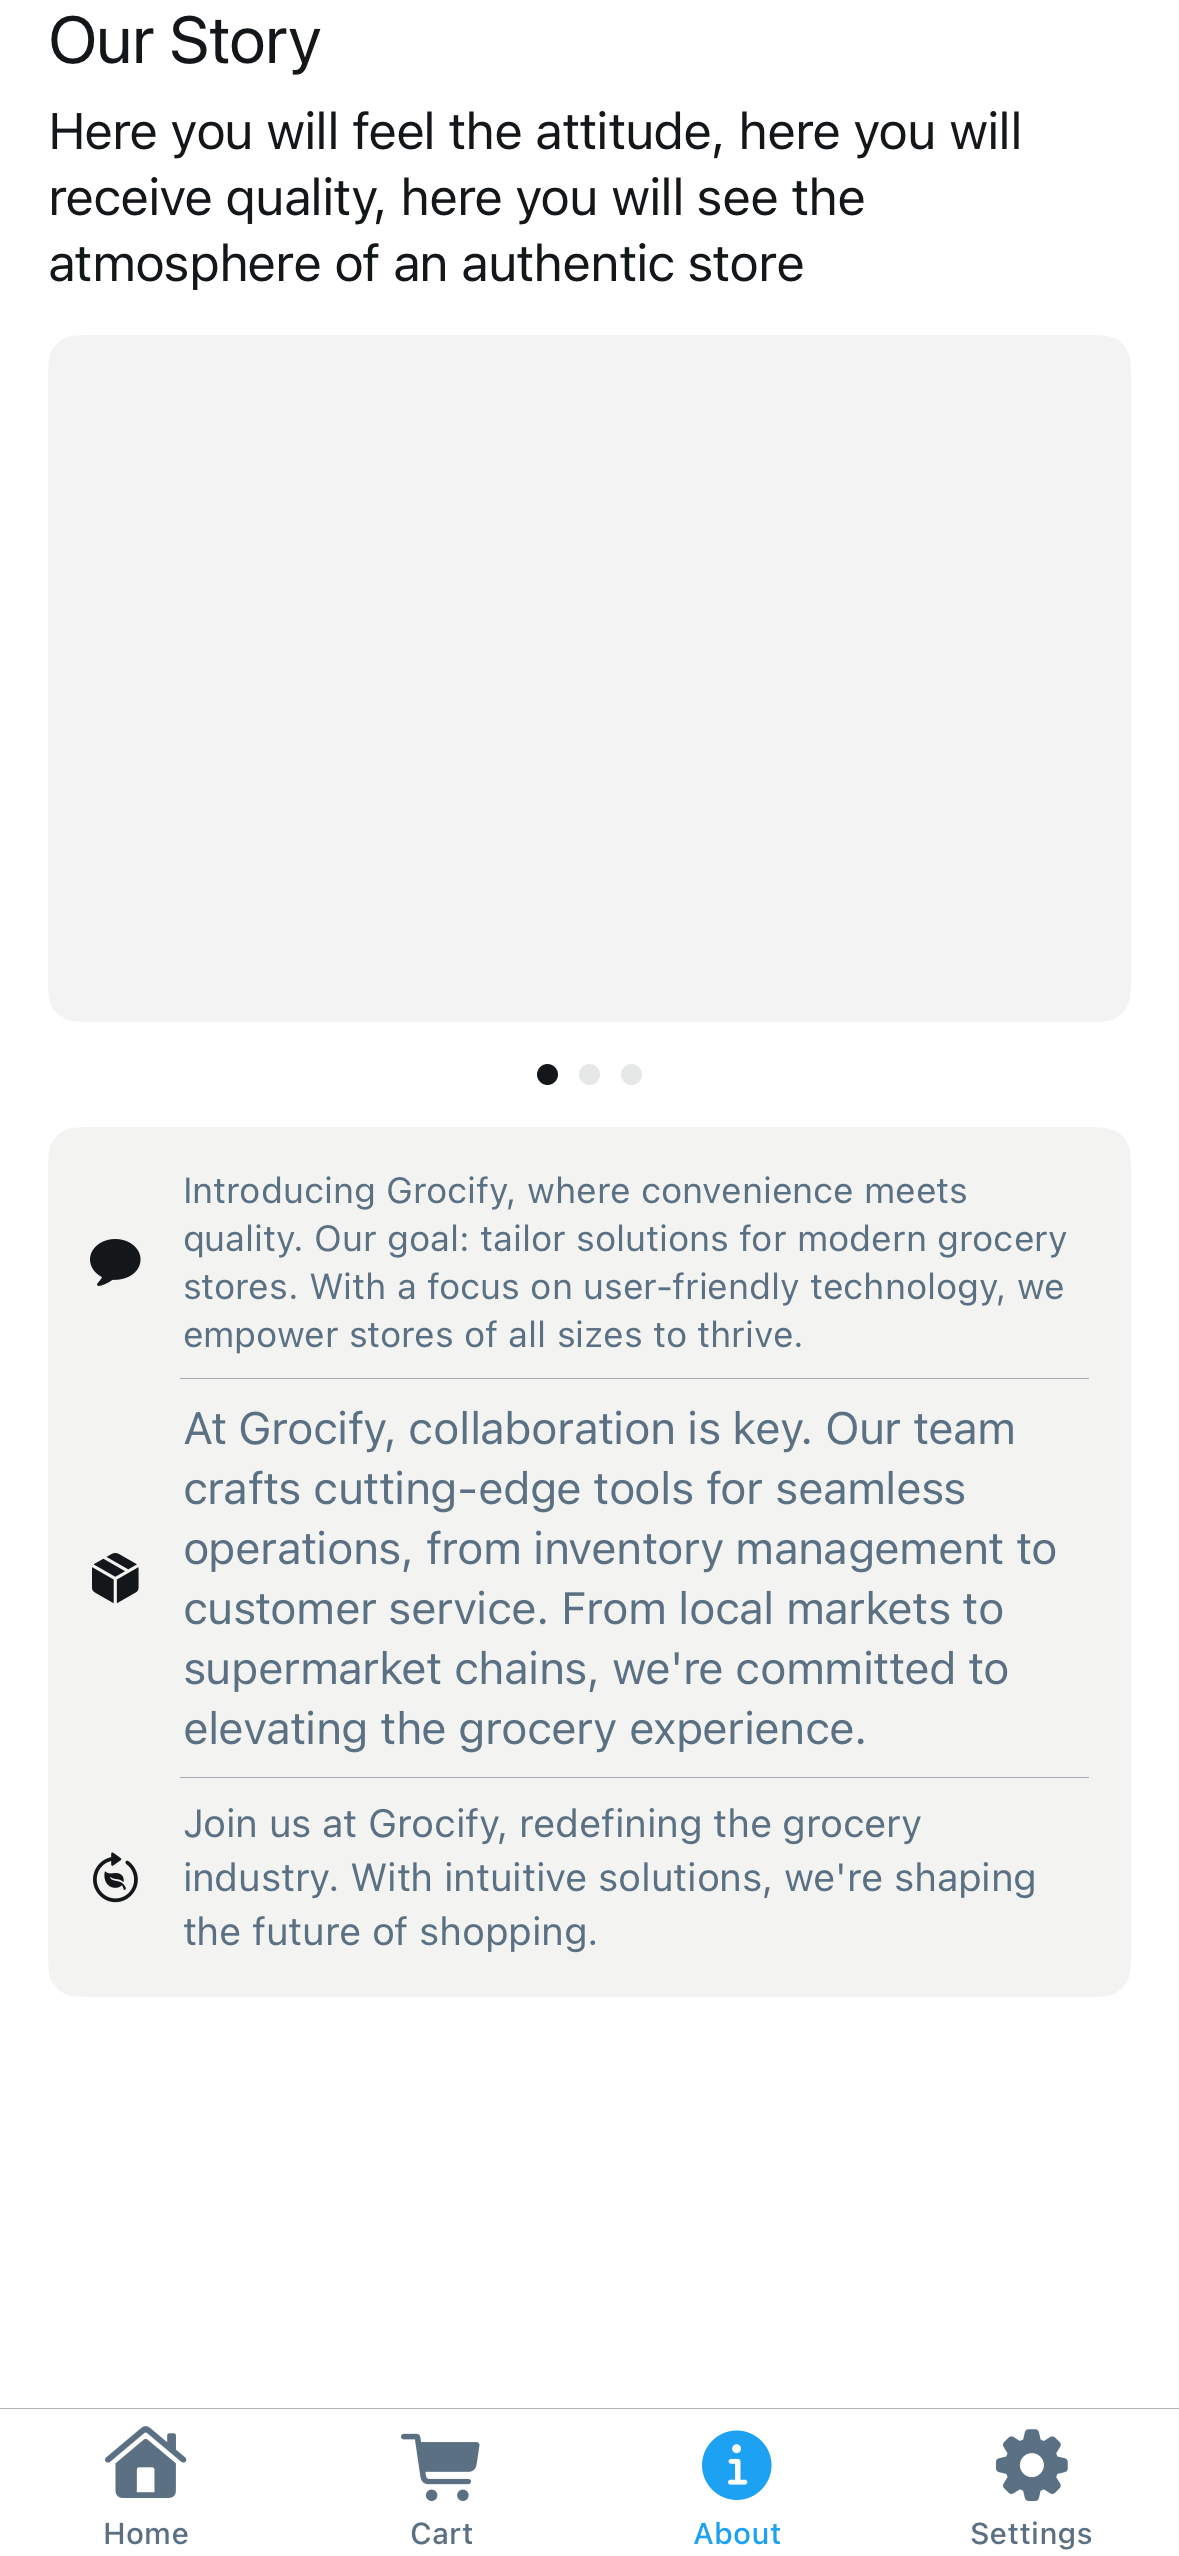 Our Story
Here you will feel the attitude, here you will
receive quality, here you will see the
atmosphere of an authentic store
Introducing Grocify, where convenience meets
quality. Our goal: tailor solutions for modern grocery
stores. With a focus on user-friendly technology, we
empower stores of all sizes to thrive.
At Grocify, collaboration is key. Our team
crafts cutting-edge tools for seamless
operations, from inventory management to
customer service. From local markets to
supermarket chains, we're committed to
elevating the grocery experience.
Join us at Grocify, redefining the grocery
industry. With intuitive solutions, we're shaping
the future of shopping.
Home
Cart
About
Settings